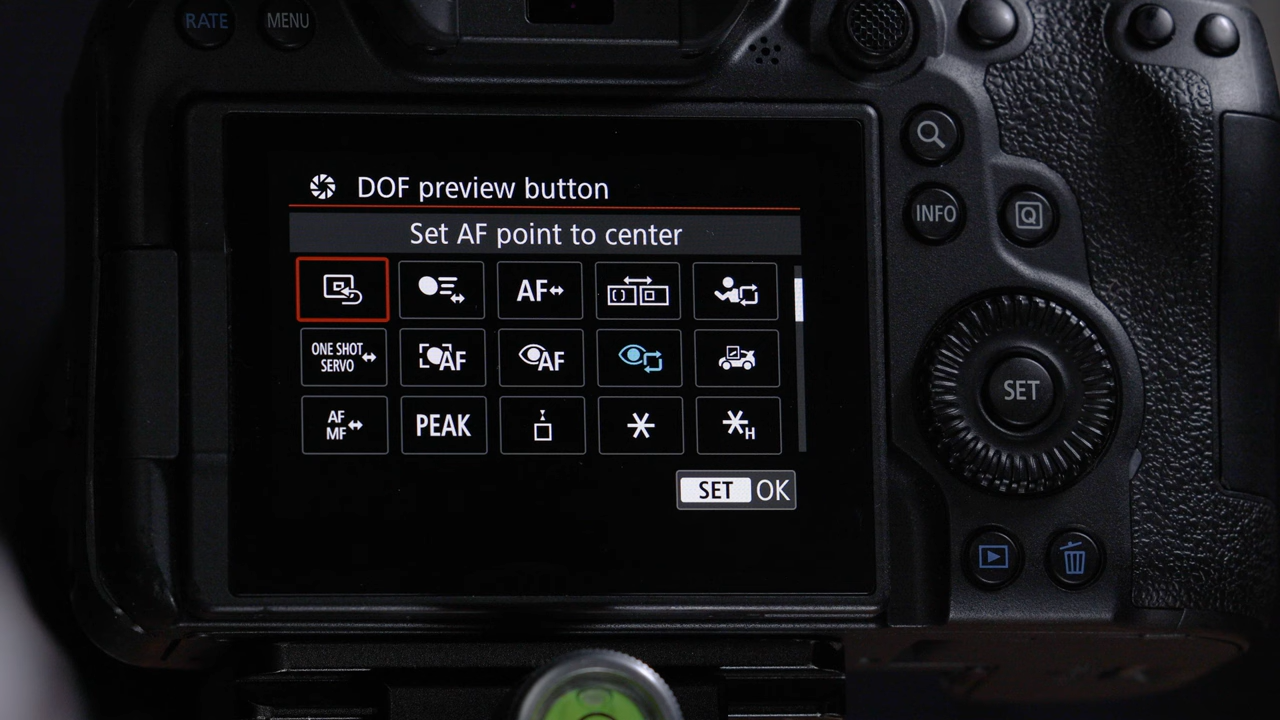 RATE MENU
DOF preview button
Set AF point to center
AF
ONE SHOT
SERVO
AF
AF
AF
MF
PEAK
H
SET OK
INFO
Q
SET